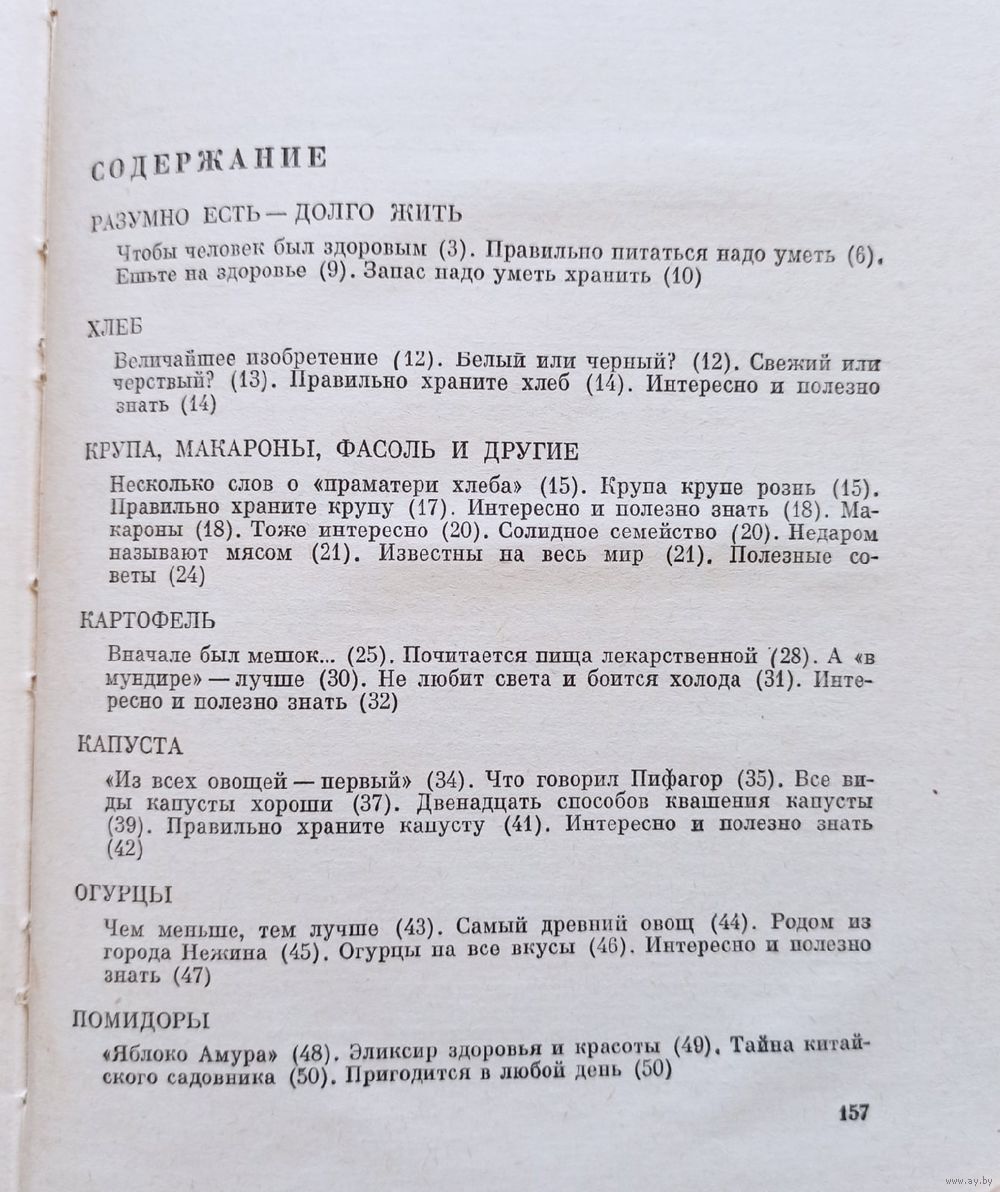 СОДЕРЖАНИЕ
РАЗУМНО ЕСТЬ — ДОЛГО ЖИТЬ
Чтобы человек был здоровым (3). Правильно питаться надо уметь (6).
Ешьте на здоровье (9). Запас надо уметь хранить (10)
ХЛЕБ
Величайшее изобретение (12). Белый или черный? (12). Свежий или
черствый? (13). Правильно храните хлеб (14). Интересно и полезно
знать (14)
КРУПА, МАКАРОНЫ, ФАСОЛЬ И ДРУГИЕ
Несколько слов о «праматери хлеба» (15). Крупа крупе рознь (15).
Правильно храните крупу (17). Интересно и полезно знать (18). Ма-
кароны (18). Тоже интересно (20). Солидное семейство (20). Недаром
называют мясом (21). Известны на весь мир (21). Полезные со-
веты (24)
КАРТОФЕЛЬ
Вначале был мешок... (25). Почитается пища лекарственной (28). А «в
мундире» — лучше (30). Не любит света и боится холода (31). Инте-
ресно и полезно знать (32)
КАПУСТА
«Из всех овощей — первый» (34). Что говорил Пифагор (35). Все ви-
ды капусты хороши (37). Двенадцать способов квашения капусты
(39). Правильно храните капусту (41). Интересно и полезно знать
(42)
ОГУРЦЫ
Чем меньше, тем лучше (43). Самый древний овощ (44). Родом из
города Нежина (45). Огурцы на все вкусы (46). Интересно и полезно
знать (47)
ПОМИДОРЫ
«Яблоко Амура» (48). Эликсир здоровья и красоты (49). Тайна китай-
ского садовника (50). Пригодится в любой день (50)
157
www.ay.by